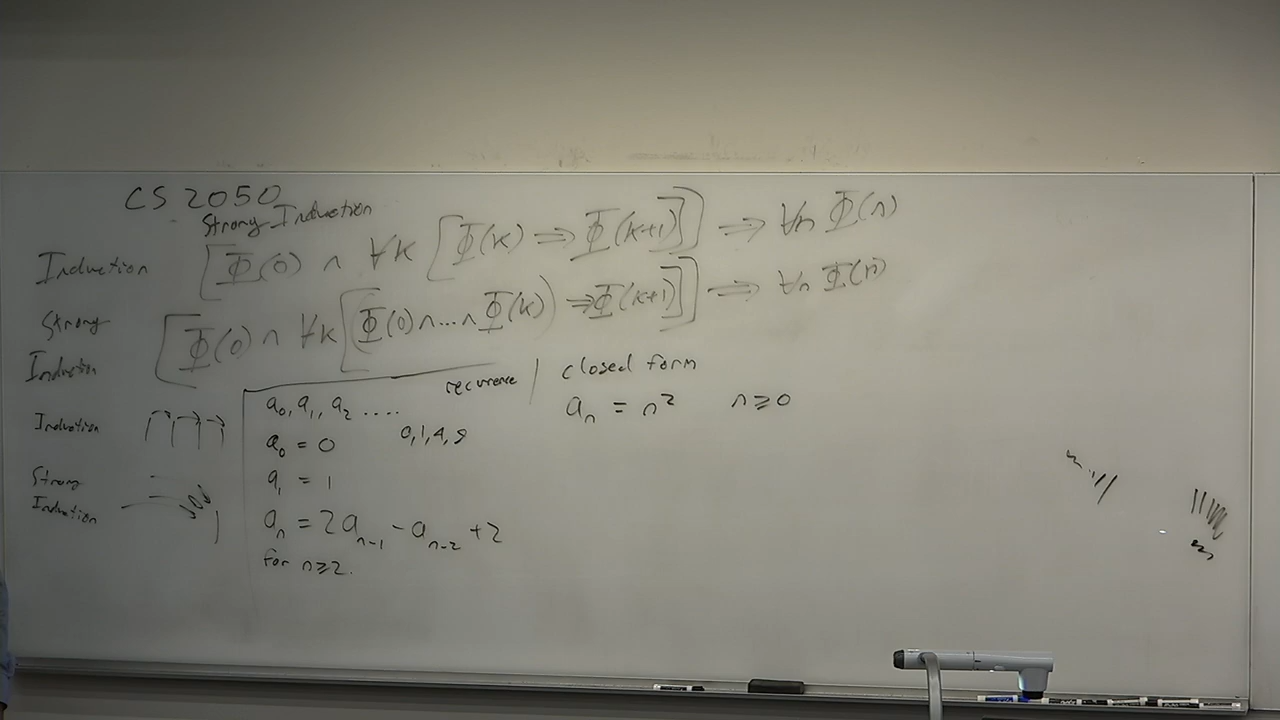 CS 2050
Strong Induction
Induction [Φ(0) ∧ ∀k [Φ(k) ⇒ Φ(k+1)]] ⇒ ∀n Φ(n)
Strong Induction [Φ(0) ∧ ∀k [(Φ(0) ∧ ... ∧ Φ(k)) ⇒ Φ(k+1)]] ⇒ ∀n Φ(n)
recurrence | closed form
a₀, a₁, a₂ ....
aₙ = n² n ≥ 0
Induction
a₀ = 0 0,1,4,9
Strong
Induction
a₁ = 1
aₙ = 2aₙ₋₁ - aₙ₋₂ + 2
for n ≥ 2.